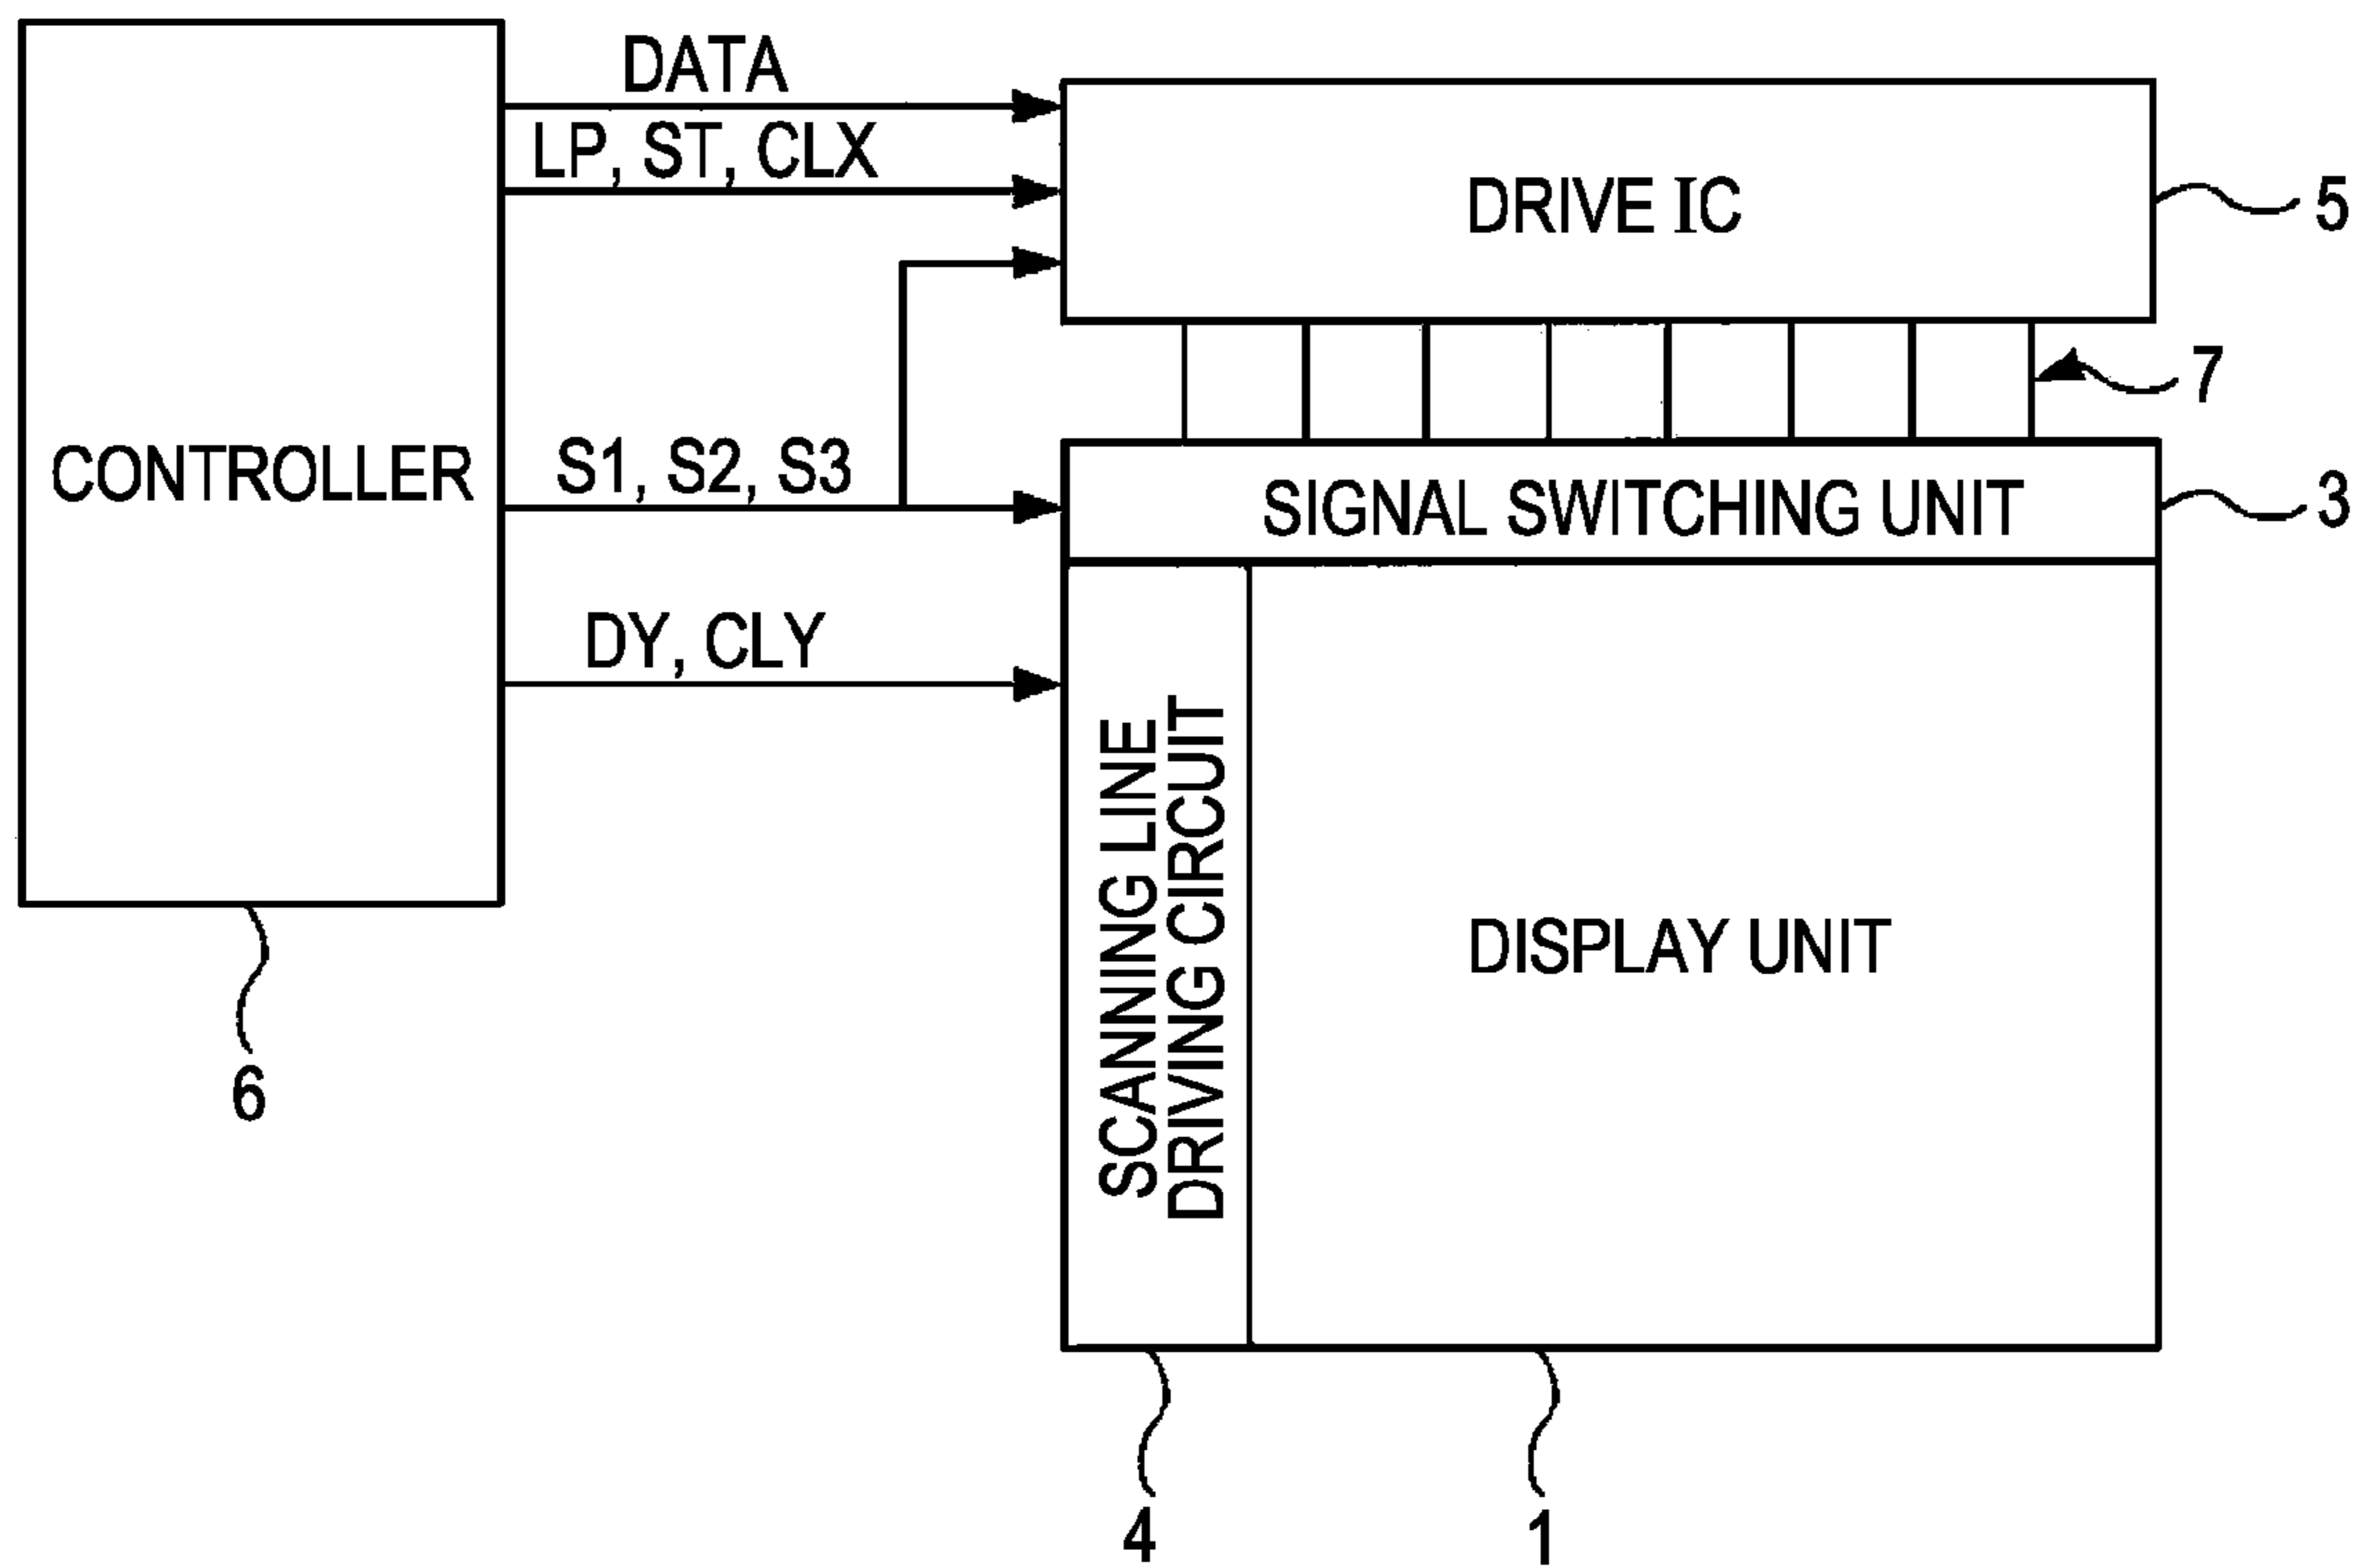 DATA
LP, ST, CLX
DRIVE IC
5
7
CONTROLLER
S1, S2, S3
SIGNAL SWITCHING UNIT
3
DY, CLY
SCANNING LINE
DRIVING CIRCUIT
DISPLAY UNIT
6
4
1